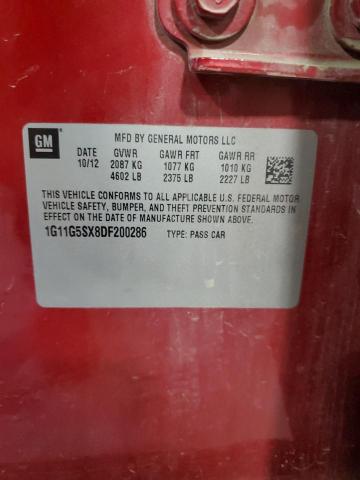 GM
MFD BY GENERAL MOTORS LLC
DATE GVWR GAWR FRT GAWR RR
10/12 2087 KG 1077 KG 1010 KG
4602 LB 2375 LB 2227 LB
THIS VEHICLE CONFORMS TO ALL APPLICABLE U.S. FEDERAL MOTOR
VEHICLE SAFETY, BUMPER, AND THEFT PREVENTION STANDARDS IN
EFFECT ON THE DATE OF MANUFACTURE SHOWN ABOVE.
1G11G5SX8DF200286 TYPE: PASS CAR